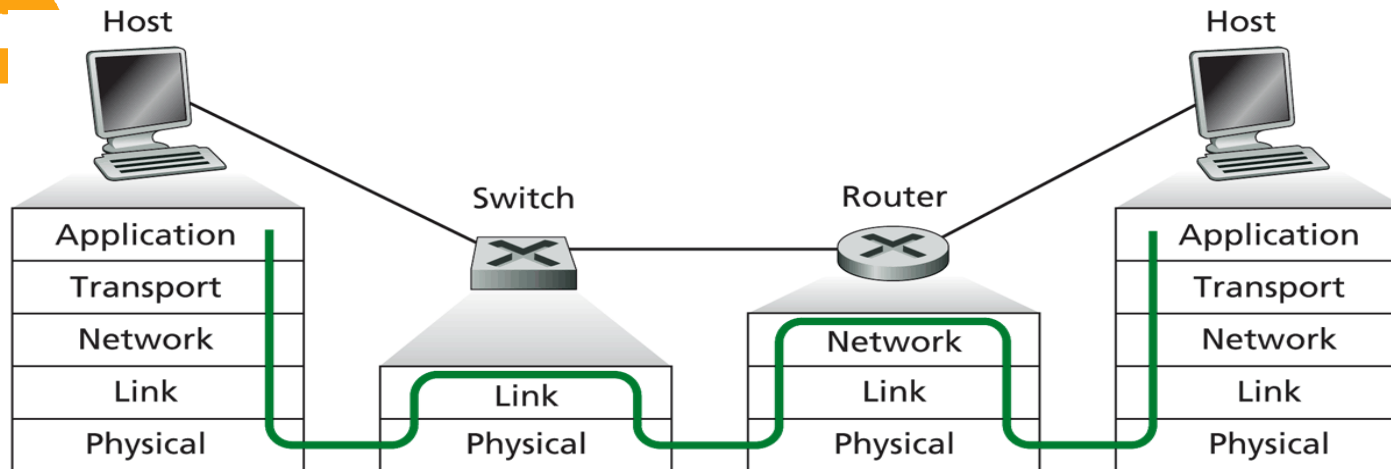 Host
Host
Switch
Router
Application
Transport
Network
Link
Physical
Link
Physical
Network
Link
Physical
Application
Transport
Network
Link
Physical